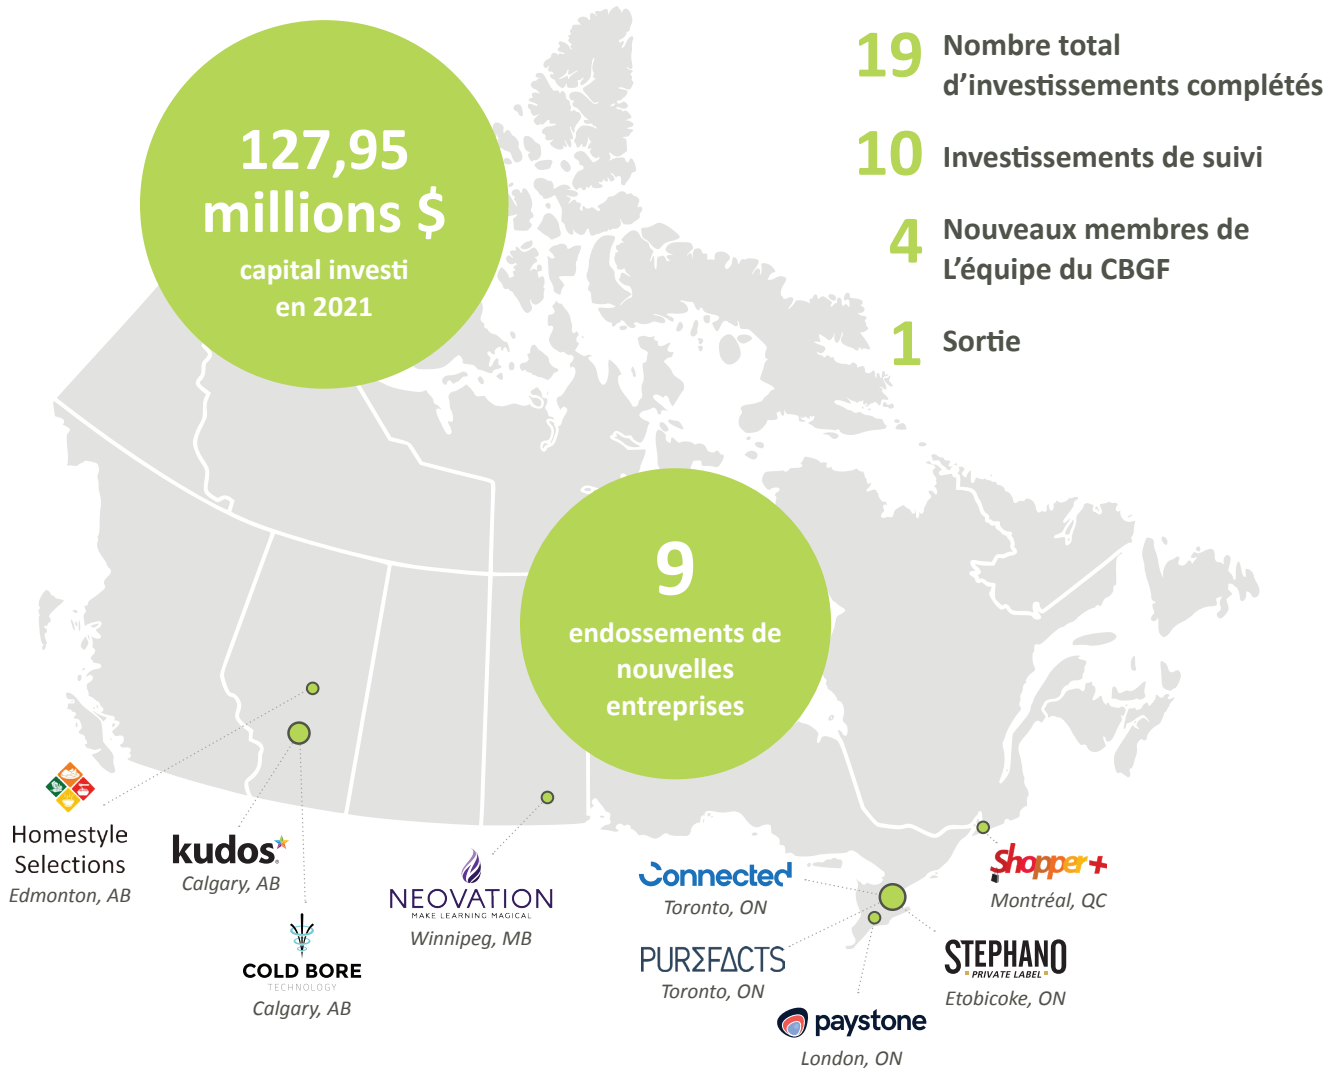 127,95
millions $
capital investi
en 2021
19
Nombre total
d'investissements complétés
10
Investissements de suivi
4
Nouveaux membres de
L'équipe du CBGF
1
Sortie
9
endossements de
nouvelles
entreprises
Homestyle
Selections
Edmonton, AB
kudos
Calgary, AB
COLD BORE
TECHNOLOGY
Calgary, AB
NEOVATION
MAKE LEARNING MAGICAL
Winnipeg, MB
Connected
Toronto, ON
PURΣFΔCTS
Toronto, ON
paystone
London, ON
STEPHANO
PRIVATE LABEL
Etobicoke, ON
shopper+
Montréal, QC